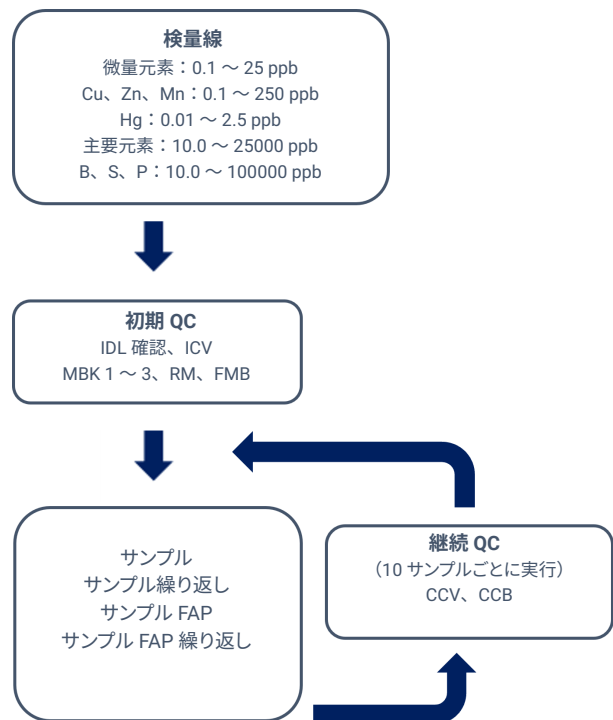 検量線
微量元素：0.1 ～ 25 ppb
Cu、Zn、Mn：0.1 ～ 250 ppb
Hg：0.01 ～ 2.5 ppb
主要元素：10.0 ～ 25000 ppb
B、S、P：10.0 ～ 100000 ppb
初期 QC
IDL 確認、ICV
MBK 1 ～ 3、RM、FMB
サンプル
サンプル繰り返し
サンプル FAP
サンプル FAP 繰り返し
継続 QC
（10 サンプルごとに実行）
CCV、CCB